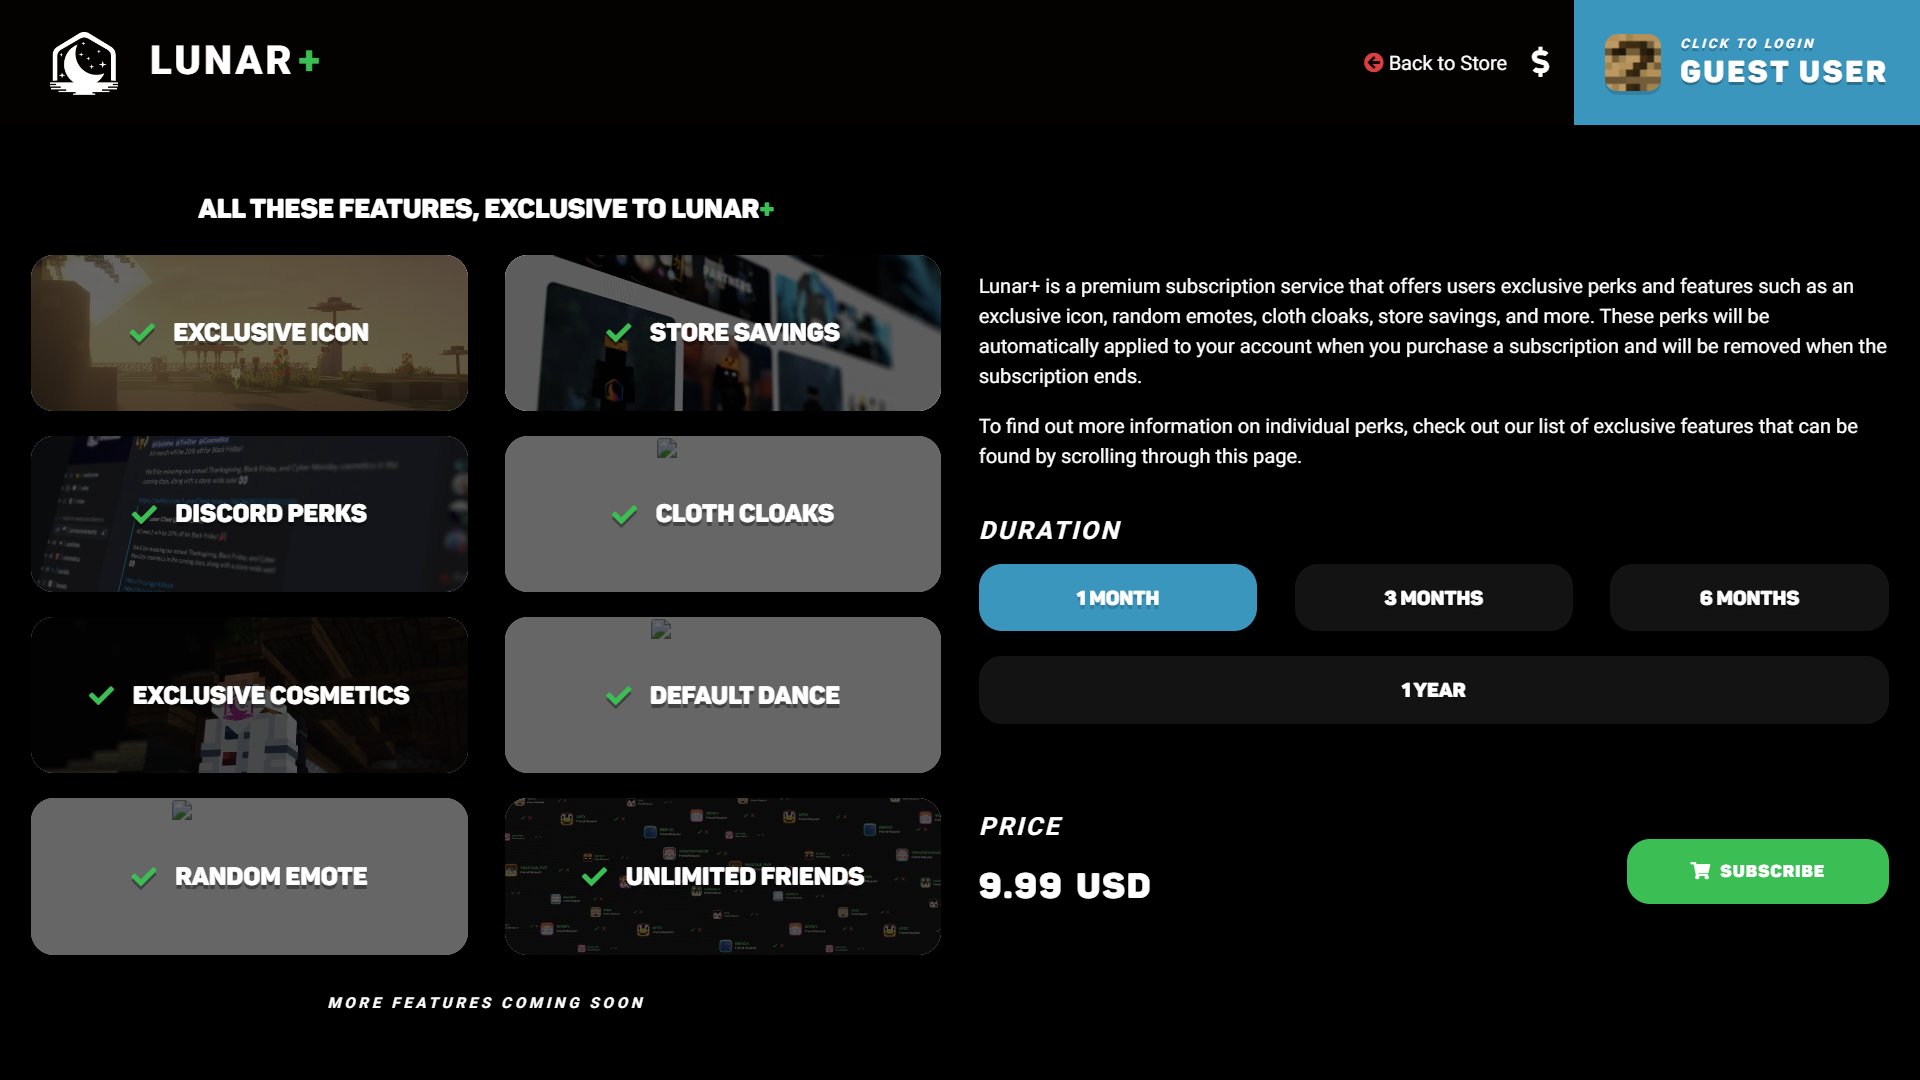 LUNAR+
Back to Store
$
CLICK TO LOGIN
GUEST USER
ALL THESE FEATURES, EXCLUSIVE TO LUNAR+
EXCLUSIVE ICON
STORE SAVINGS
PARTNERS
DISCORD PERKS
CLOTH CLOAKS
EXCLUSIVE COSMETICS
DEFAULT DANCE
RANDOM EMOTE
UNLIMITED FRIENDS
MORE FEATURES COMING SOON
Lunar+ is a premium subscription service that offers users exclusive perks and features such as an
exclusive icon, random emotes, cloth cloaks, store savings, and more. These perks will be
automatically applied to your account when you purchase a subscription and will be removed when the
subscription ends.
To find out more information on individual perks, check out our list of exclusive features that can be
found by scrolling through this page.
DURATION
1 MONTH
3 MONTHS
6 MONTHS
1 YEAR
PRICE
9.99 USD
SUBSCRIBE